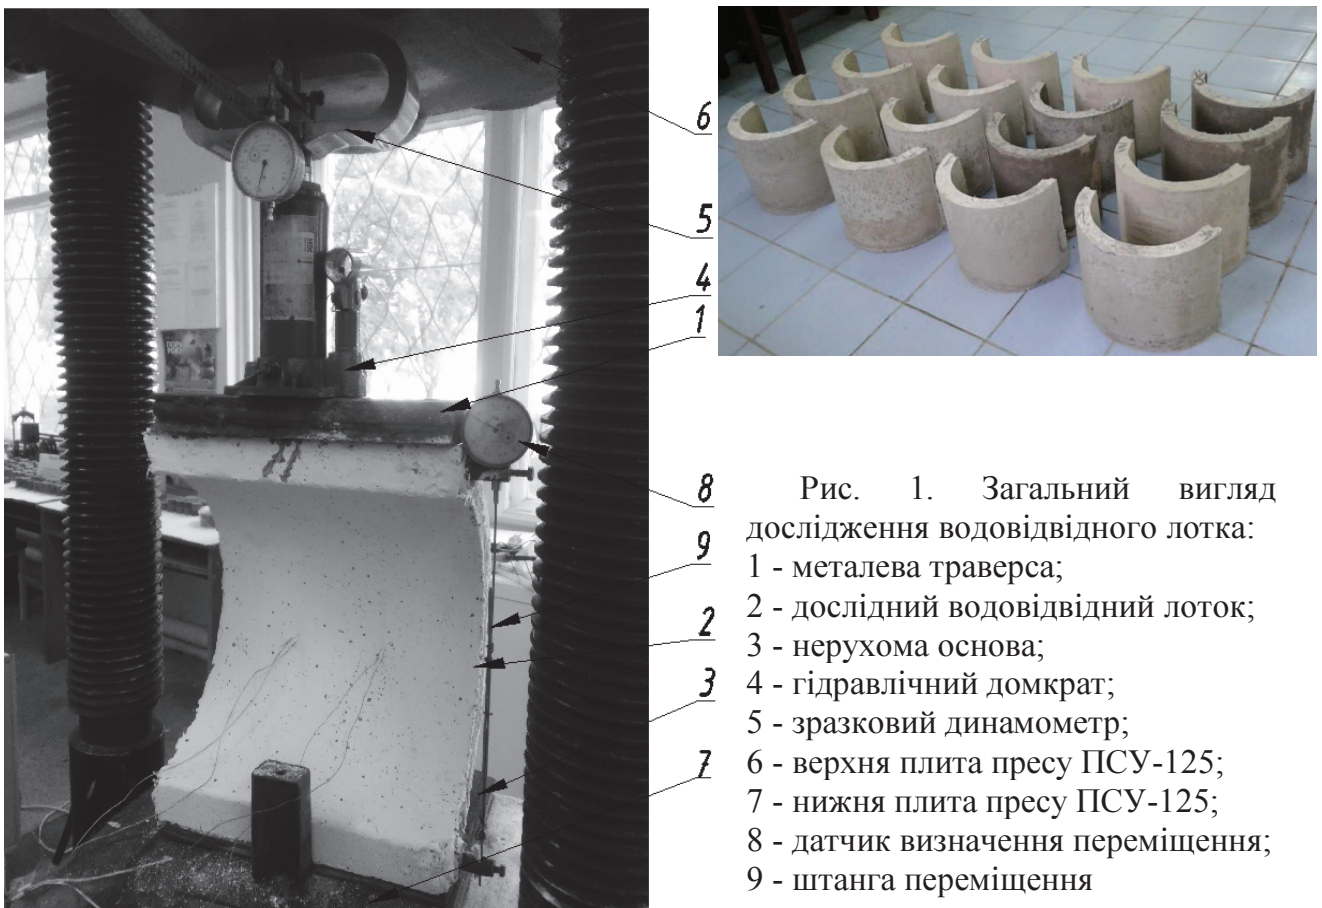 6
5
4
1
8
9
2
3
7
Рис. 1. Загальний вигляд
дослідження водовідвідного лотка:
1 - металева траверса;
2 - дослідний водовідвідний лоток;
3 - нерухома основа;
4 - гідравлічний домкрат;
5 - зразковий динамометр;
6 - верхня плита пресу ПСУ-125;
7 - нижня плита пресу ПСУ-125;
8 - датчик визначення переміщення;
9 - штанга переміщення